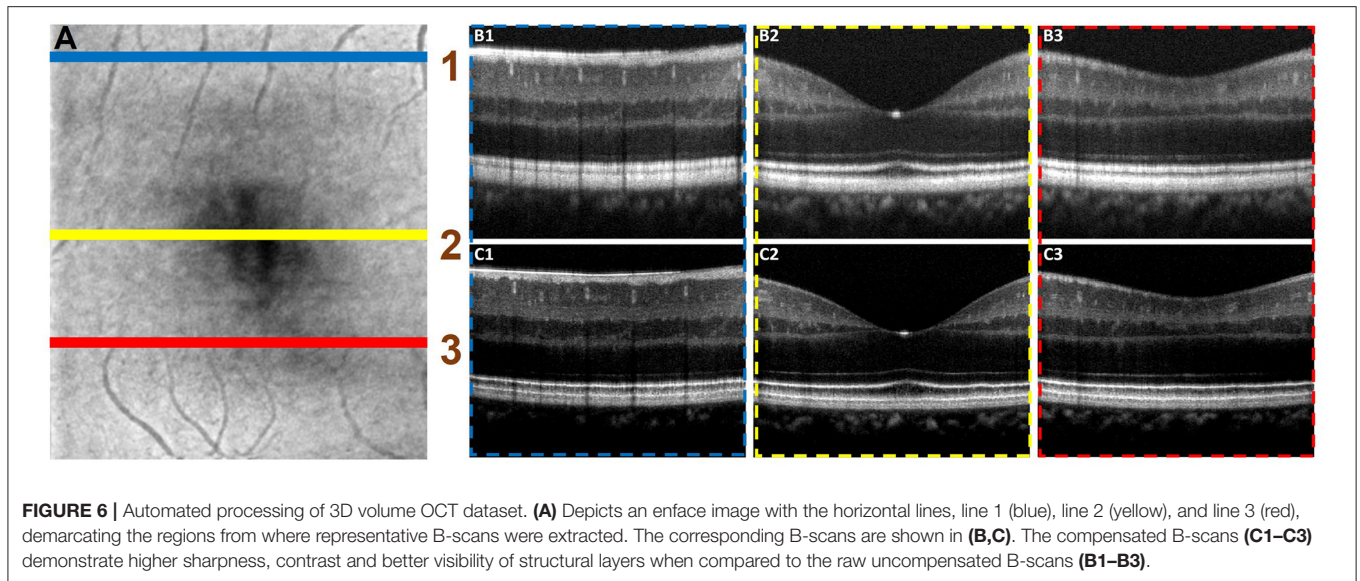 A
1
2
3
B1
B2
B3
C1
C2
C3
FIGURE 6 | Automated processing of 3D volume OCT dataset. (A) Depicts an enface image with the horizontal lines, line 1 (blue), line 2 (yellow), and line 3 (red),
demarcating the regions from where representative B-scans were extracted. The corresponding B-scans are shown in (B,C). The compensated B-scans (C1–C3)
demonstrate higher sharpness, contrast and better visibility of structural layers when compared to the raw uncompensated B-scans (B1–B3).